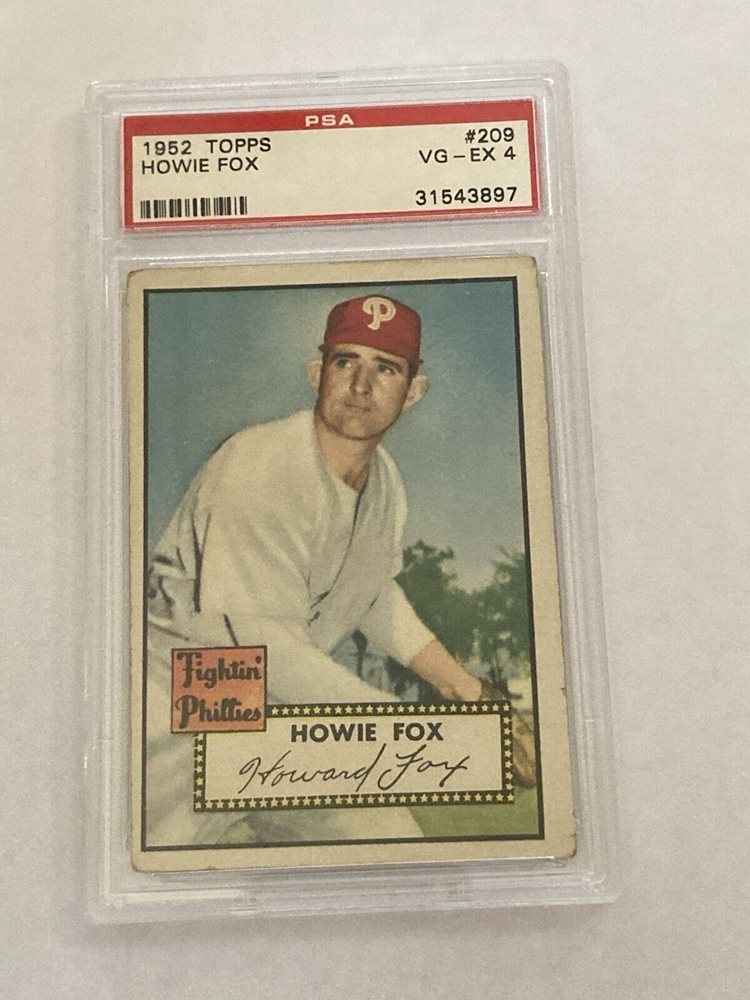 PSA
1952 TOPPS #209
HOWIE FOX VG-EX 4
31543897
P
Fightin'
Phillies
HOWIE FOX
Howard Fox